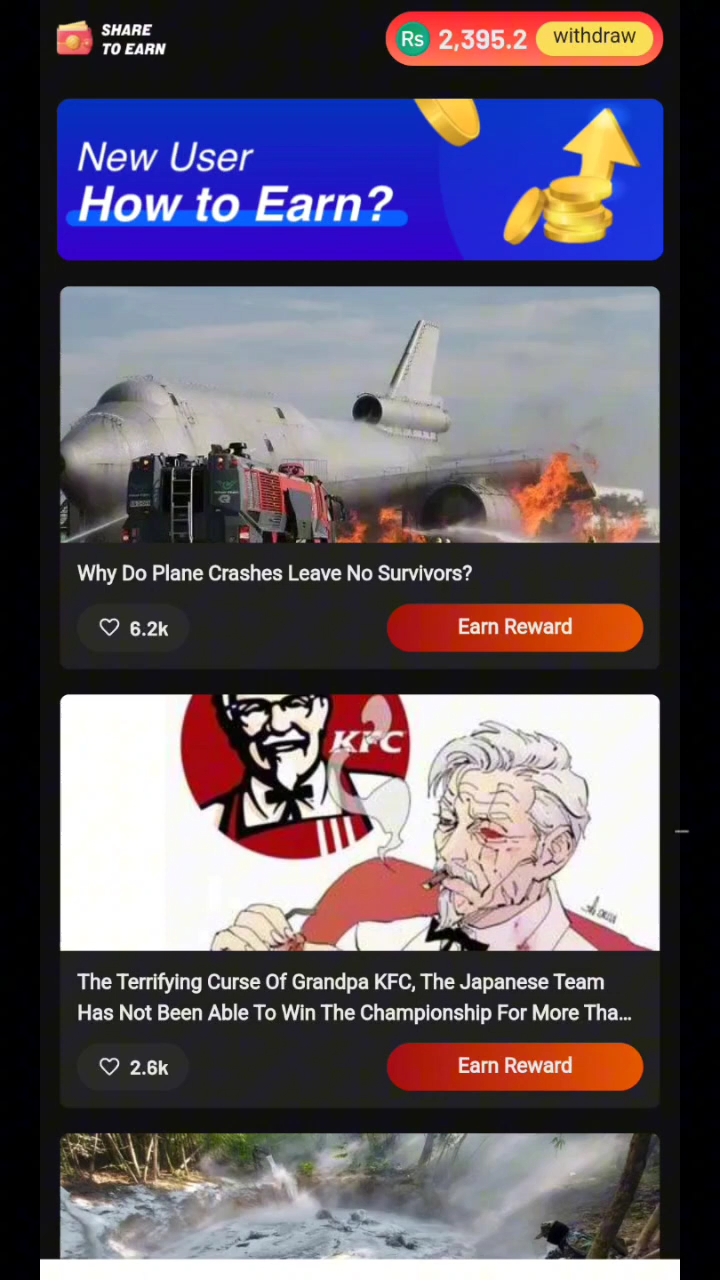 SHARE
TO EARN
Rs 2,395.2 withdraw
New User
How to Earn?
Why Do Plane Crashes Leave No Survivors?
6.2k Earn Reward
KFC
The Terrifying Curse Of Grandpa KFC, The Japanese Team
Has Not Been Able To Win The Championship For More Tha...
2.6k Earn Reward